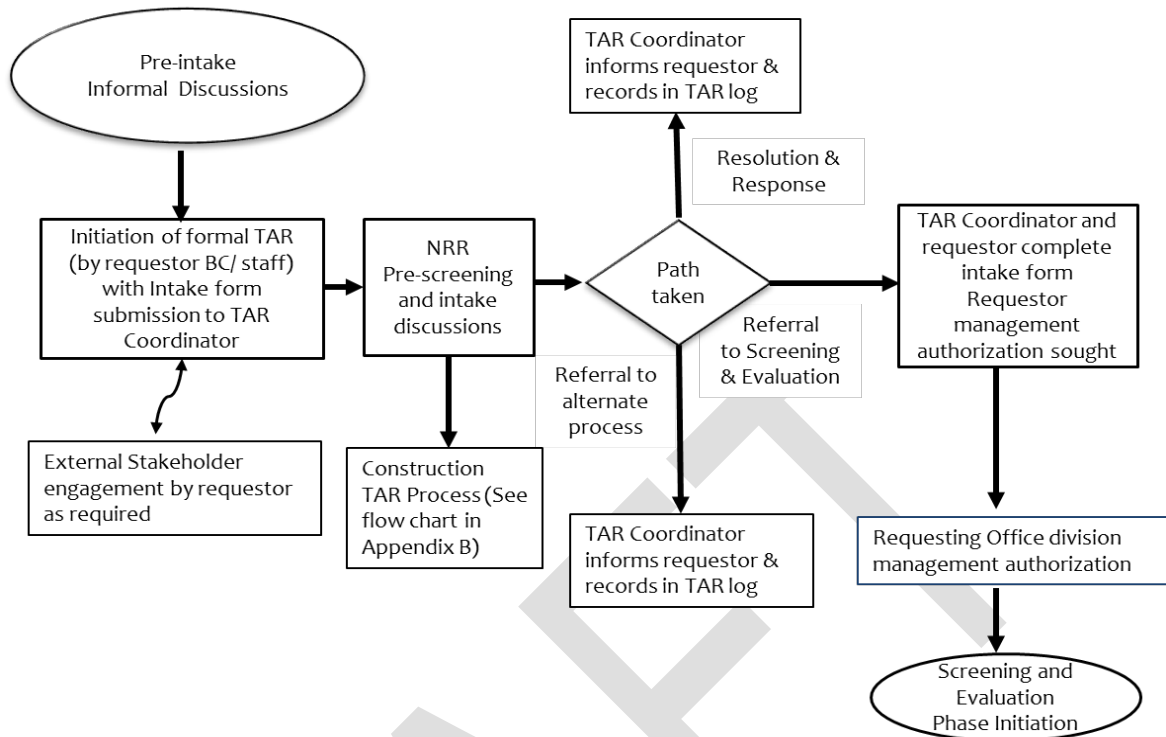 Pre-intake
Informal Discussions
Initiation of formal TAR
(by requestor BC/ staff)
with Intake form
submission to TAR
Coordinator
External Stakeholder
engagement by requestor
as required
NRR
Pre-screening
and intake
discussions
Construction
TAR Process (See
flow chart in
Appendix B)
Path
taken
Resolution &
Response
TAR Coordinator
informs requestor &
records in TAR log
Referral to
alternate
process
TAR Coordinator
informs requestor &
records in TAR log
Referral
to Screening
& Evaluation
TAR Coordinator and
requestor complete
intake form
Requestor
management
authorization sought
Requesting Office division
management authorization
Screening and
Evaluation
Phase Initiation